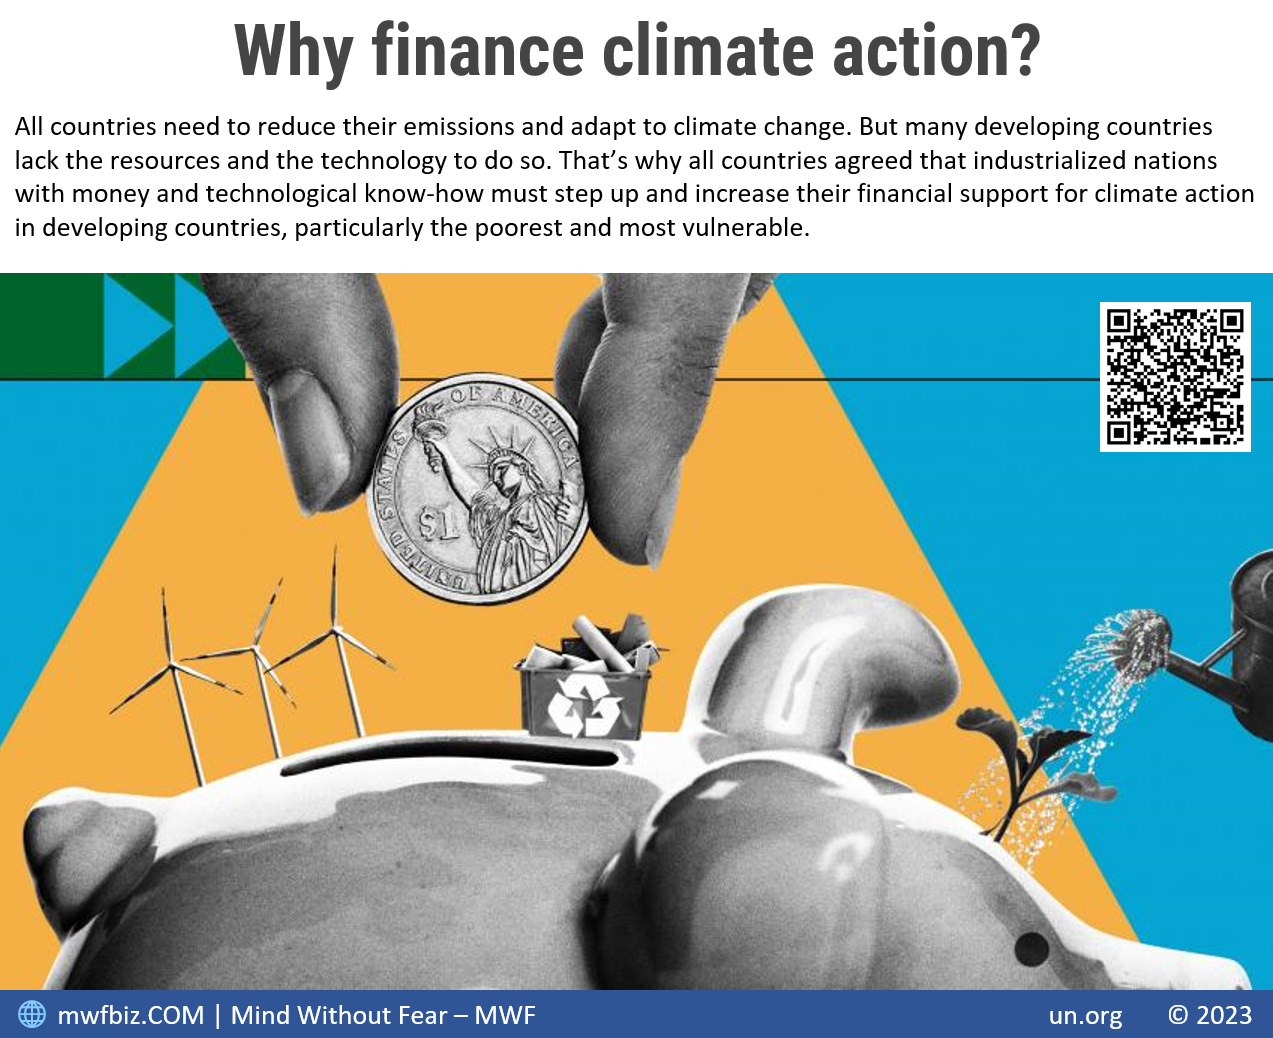 Why finance climate action?
All countries need to reduce their emissions and adapt to climate change. But many developing countries
lack the resources and the technology to do so. That’s why all countries agreed that industrialized nations
with money and technological know-how must step up and increase their financial support for climate action
in developing countries, particularly the poorest and most vulnerable.
UNITED STATES OF AMERICA
$1
mwfbiz.COM | Mind Without Fear – MWF un.org © 2023